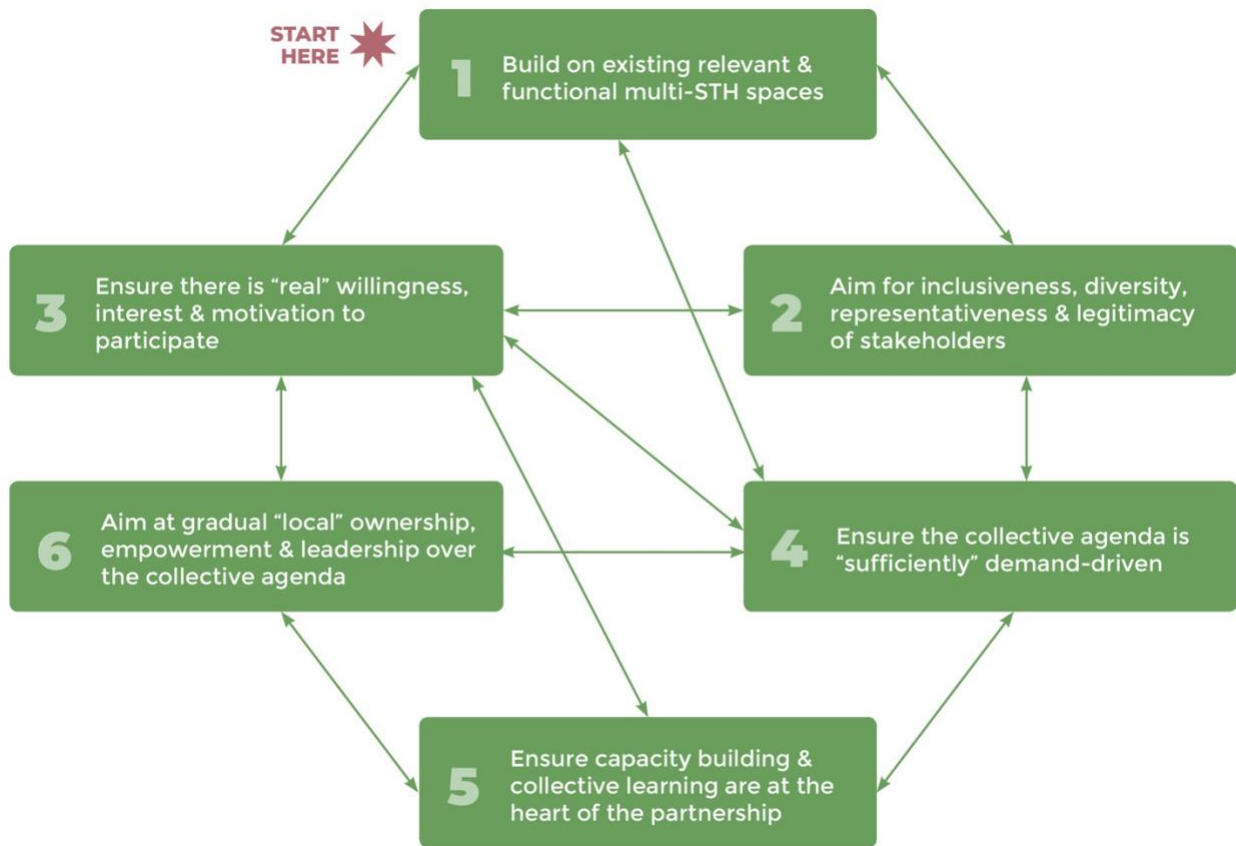 START
HERE
1
Build on existing relevant &
functional multi-STH spaces
3
Ensure there is “real” willingness,
interest & motivation to
participate
2
Aim for inclusiveness, diversity,
representativeness & legitimacy
of stakeholders
6
Aim at gradual “local” ownership,
empowerment & leadership over
the collective agenda
4
Ensure the collective agenda is
“sufficiently” demand-driven
5
Ensure capacity building &
collective learning are at the
heart of the partnership